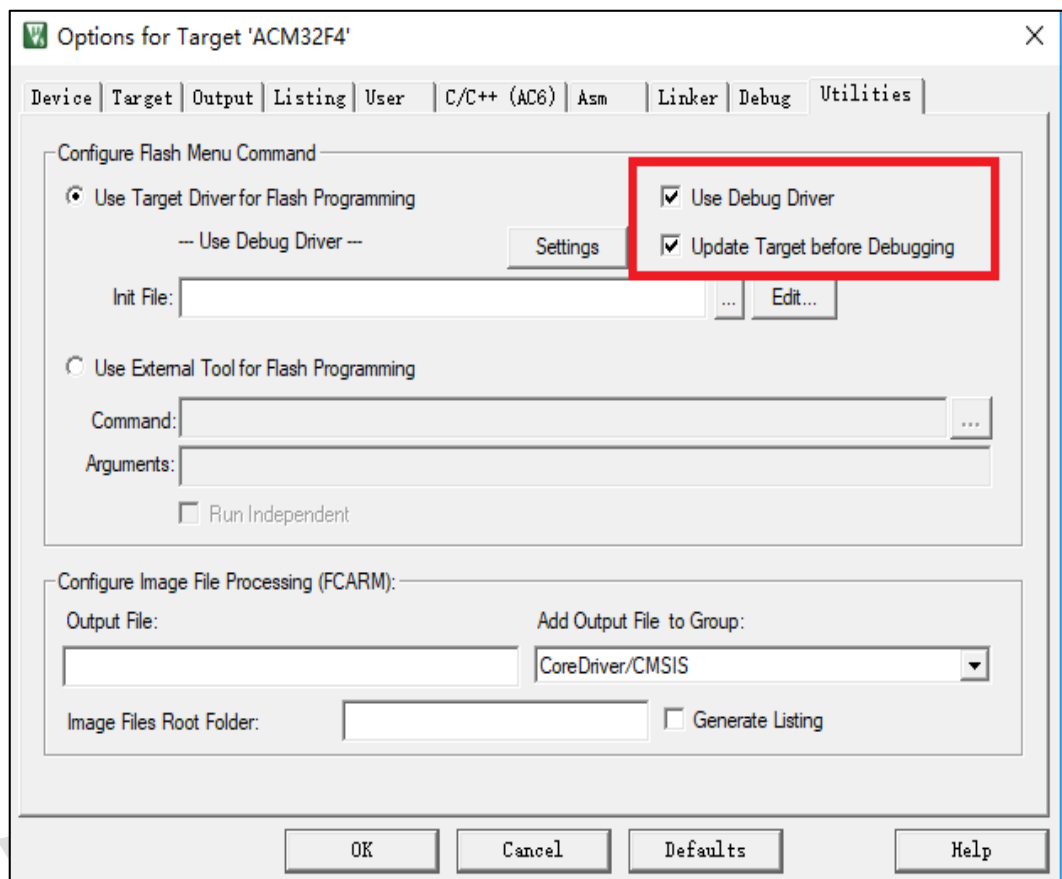 Options for Target 'ACM32F4'
Device Target Output Listing User C/C++ (AC6) Asm Linker Debug Utilities
Configure Flash Menu Command
Use Target Driver for Flash Programming Use Debug Driver
--- Use Debug Driver --- Settings Update Target before Debugging
Init File: ... Edit...
Use External Tool for Flash Programming
Command: ...
Arguments:
Run Independent
Configure Image File Processing (FCARM):
Output File: Add Output File to Group:
CoreDriver/CMSIS
Image Files Root Folder: Generate Listing
OK Cancel Defaults Help